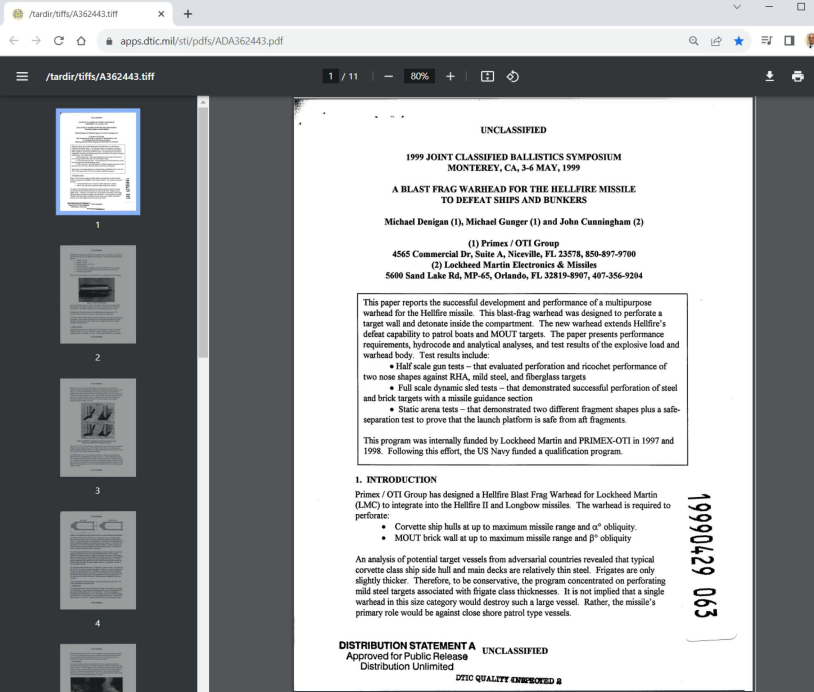 /tardir/tiffs/A362443.tiff
apps.dtic.mil/sti/pdfs/ADA362443.pdf
/tardir/tiffs/A362443.tiff
1 / 11
80%
1
2
3
4
UNCLASSIFIED
1999 JOINT CLASSIFIED BALLISTICS SYMPOSIUM
MONTEREY, CA, 3-6 MAY, 1999
A BLAST FRAG WARHEAD FOR THE HELLFIRE MISSILE
TO DEFEAT SHIPS AND BUNKERS
Michael Denigan (1), Michael Gunger (1) and John Cunningham (2)
(1) Primex / OTI Group
4565 Commercial Dr, Suite A, Niceville, FL 23578, 850-897-9700
(2) Lockheed Martin Electronics & Missiles
5600 Sand Lake Rd, MP-65, Orlando, FL 32819-8907, 407-356-9204
This paper reports the successful development and performance of a multipurpose
warhead for the Hellfire missile. This blast-frag warhead was designed to perforate a
target wall and detonate inside the compartment. The new warhead extends Hellfire's
defeat capability to patrol boats and MOUT targets. The paper presents performance
requirements, hydrocode and analytical analyses, and test results of the explosive load and
warhead body. Test results include:
• Half scale gun tests – that evaluated perforation and ricochet performance of
two nose shapes against RHA, mild steel, and fiberglass targets
• Full scale dynamic sled tests – that demonstrated successful perforation of steel
and brick targets with a missile guidance section
• Static arena tests – that demonstrated two different fragment shapes plus a safe-
separation test to prove that the launch platform is safe from aft fragments.
This program was internally funded by Lockheed Martin and PRIMEX-OTI in 1997 and
1998. Following this effort, the US Navy funded a qualification program.
1. INTRODUCTION
Primex / OTI Group has designed a Hellfire Blast Frag Warhead for Lockheed Martin
(LMC) to integrate into the Hellfire II and Longbow missiles. The warhead is required to
perforate:
• Corvette ship hulls at up to maximum missile range and α° obliquity.
• MOUT brick wall at up to maximum missile range and β° obliquity
An analysis of potential target vessels from adversarial countries revealed that typical
corvette class ship side hull and main decks are relatively thin steel. Frigates are only
slightly thicker. Therefore, to be conservative, the program concentrated on perforating
mild steel targets associated with frigate class thicknesses. It is not implied that a single
warhead in this size category would destroy such a large vessel. Rather, the missile's
primary role would be against close shore patrol type vessels.
19990429 063
DISTRIBUTION STATEMENT A
Approved for Public Release
Distribution Unlimited
UNCLASSIFIED
DTIC QUALITY INSPECTED 2